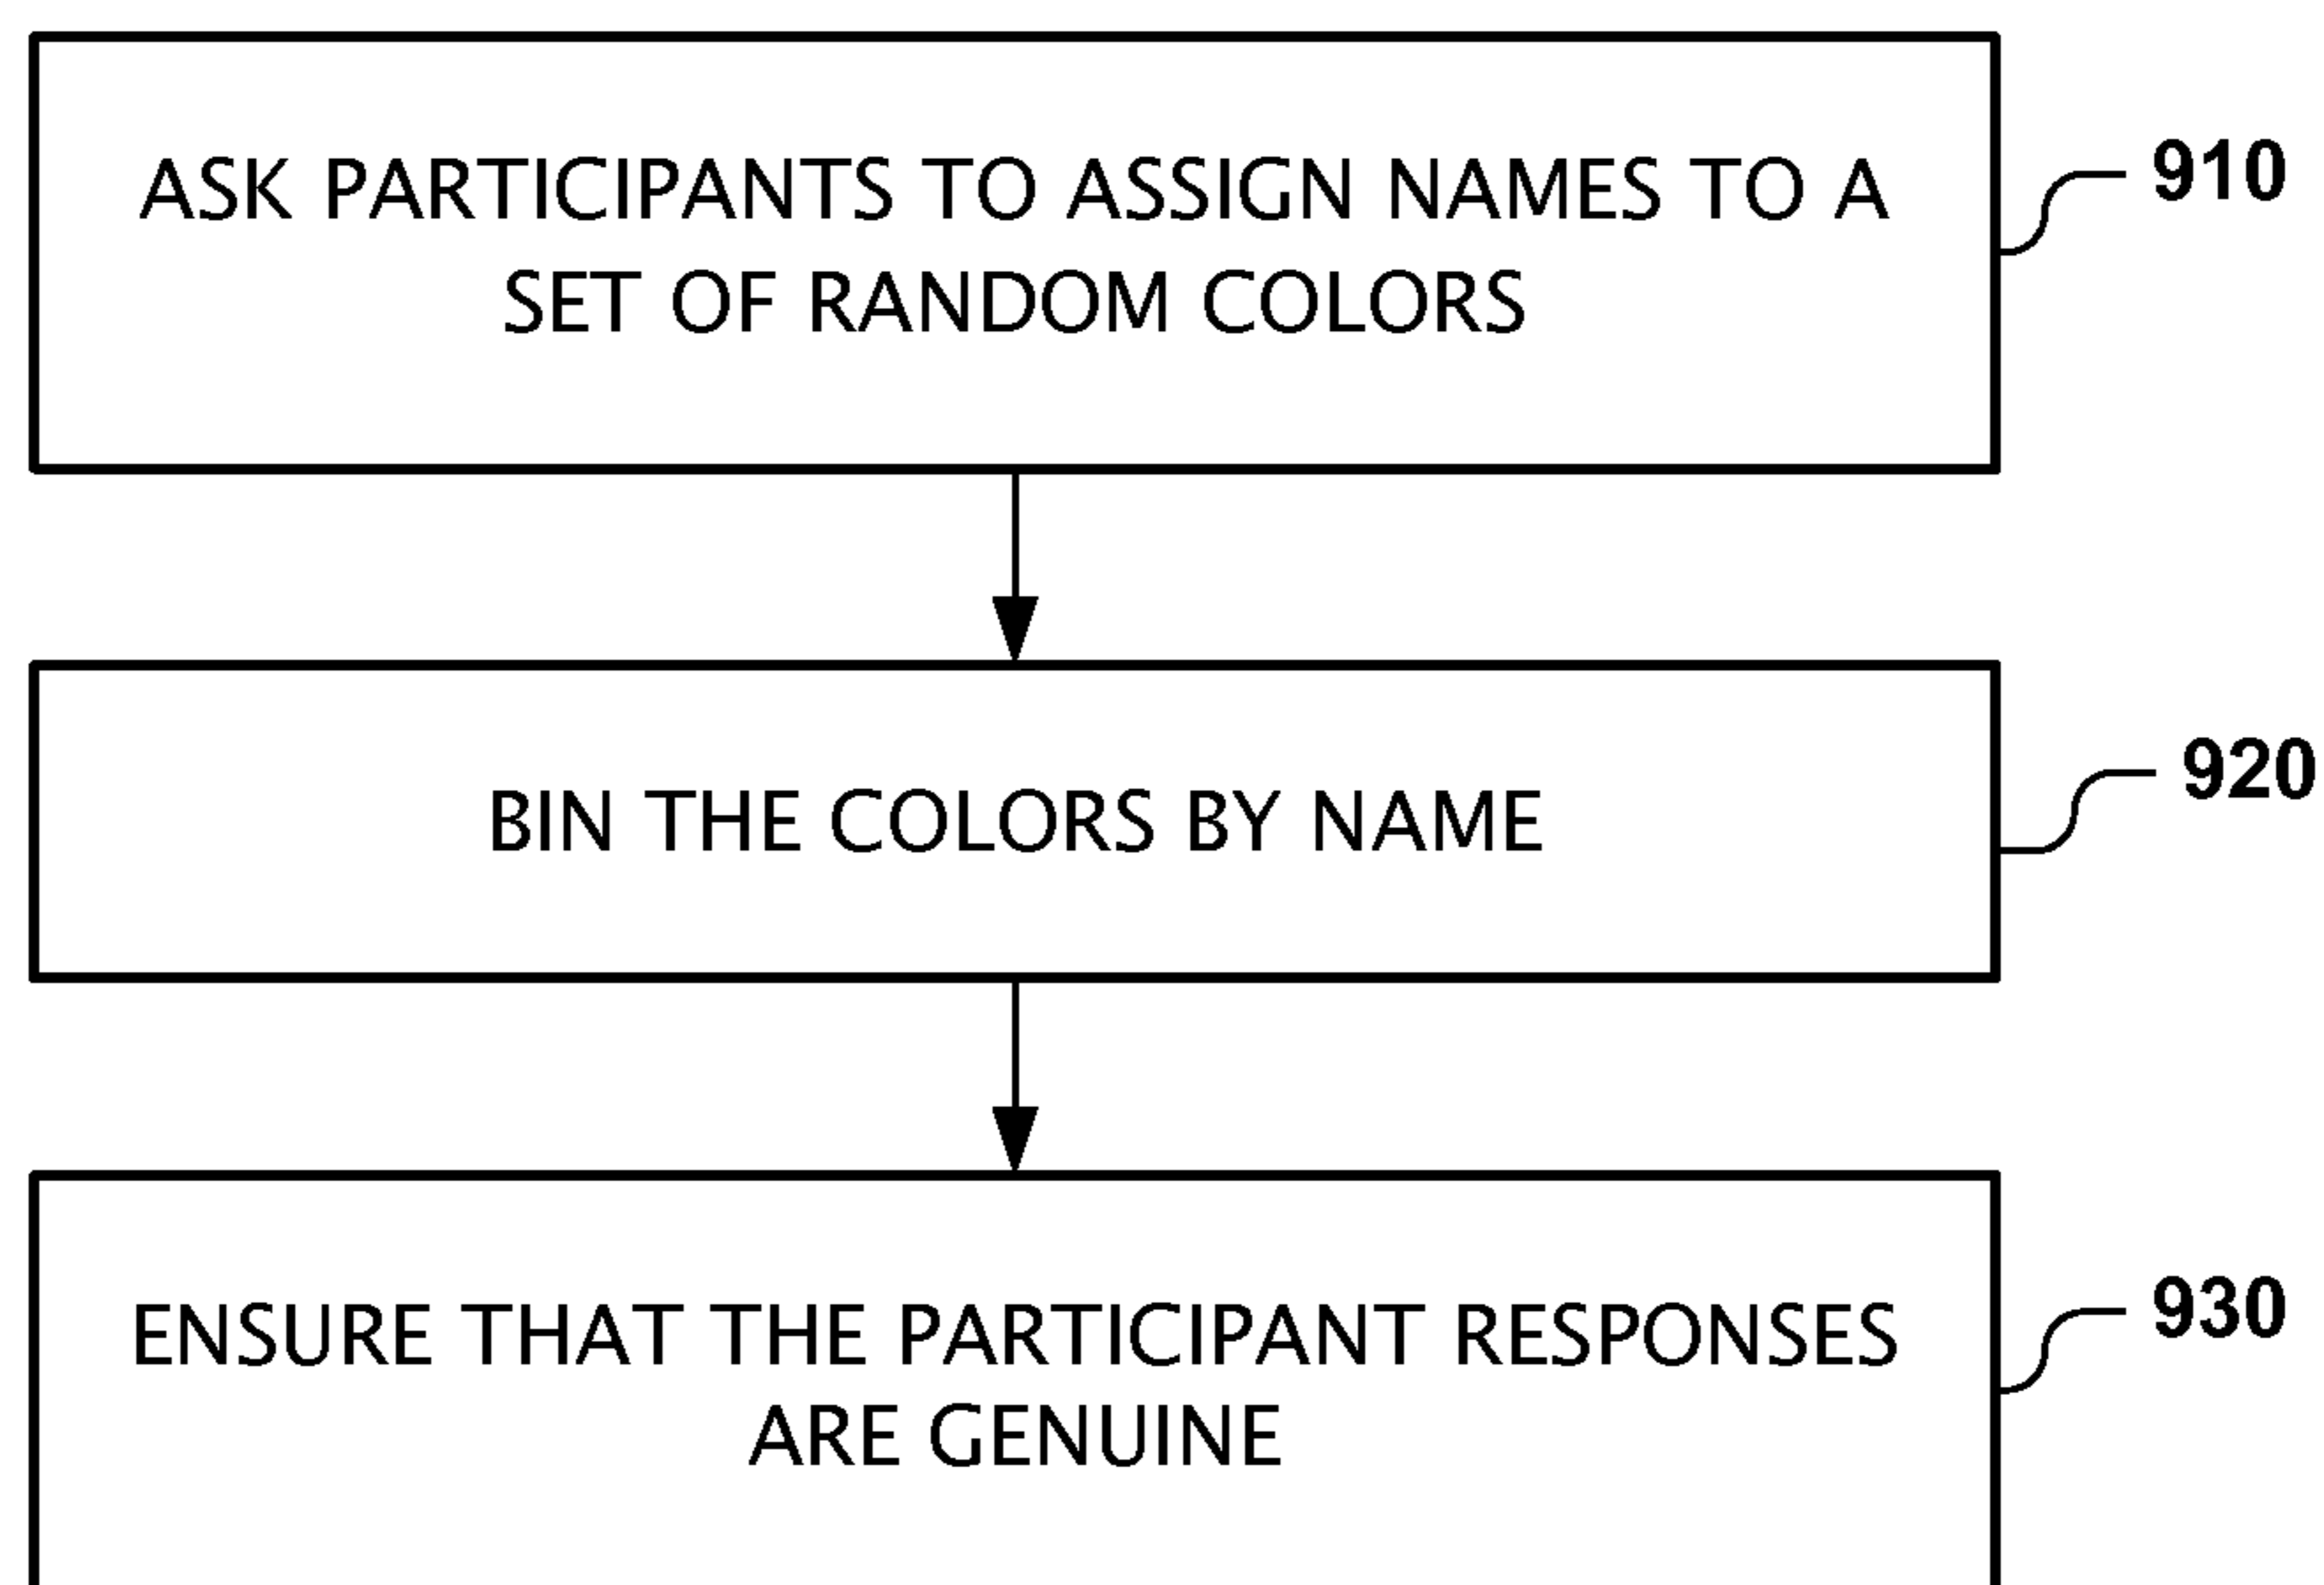 ASK PARTICIPANTS TO ASSIGN NAMES TO A
SET OF RANDOM COLORS
910
BIN THE COLORS BY NAME
920
ENSURE THAT THE PARTICIPANT RESPONSES
ARE GENUINE
930